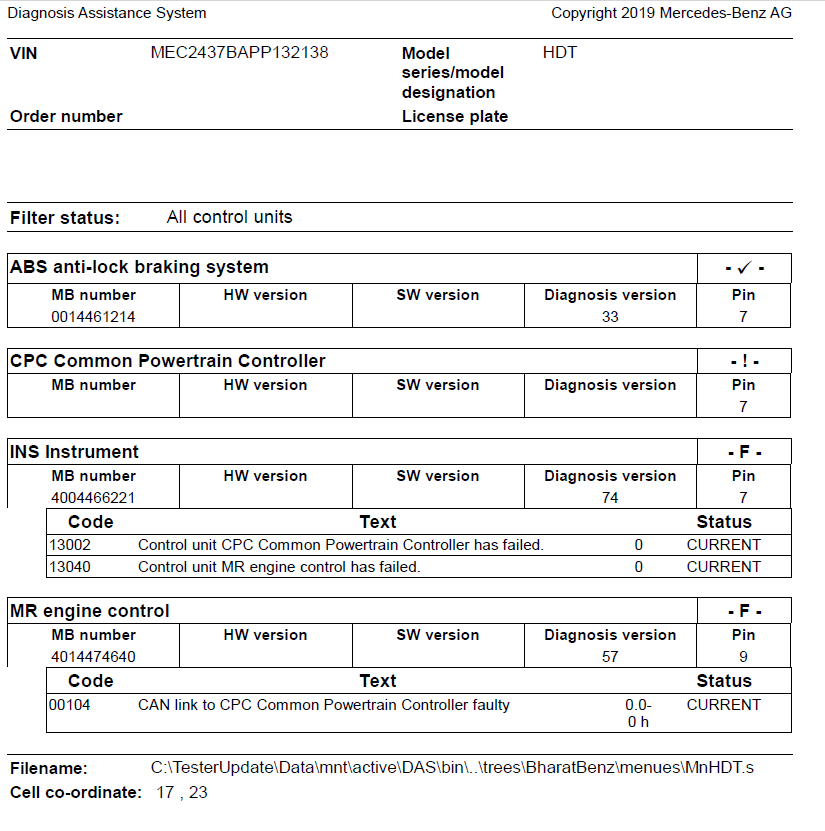 Diagnosis Assistance System Copyright 2019 Mercedes-Benz AG
VIN MEC2437BAPP132138 Model series/model designation HDT
Order number License plate
Filter status: All control units
ABS anti-lock braking system - ✓ -
MB number HW version SW version Diagnosis version Pin
0014461214 33 7
CPC Common Powertrain Controller - ! -
MB number HW version SW version Diagnosis version Pin
7
INS Instrument - F -
MB number HW version SW version Diagnosis version Pin
4004466221 74 7
Code Text Status
13002 Control unit CPC Common Powertrain Controller has failed. 0 CURRENT
13040 Control unit MR engine control has failed. 0 CURRENT
MR engine control - F -
MB number HW version SW version Diagnosis version Pin
4014474640 57 9
Code Text Status
00104 CAN link to CPC Common Powertrain Controller faulty 0.0- CURRENT
0 h
Filename: C:\TesterUpdate\Data\mnt\active\DAS\bin\..\trees\BharatBenz\menues\MnHDT.s
Cell co-ordinate: 17 , 23